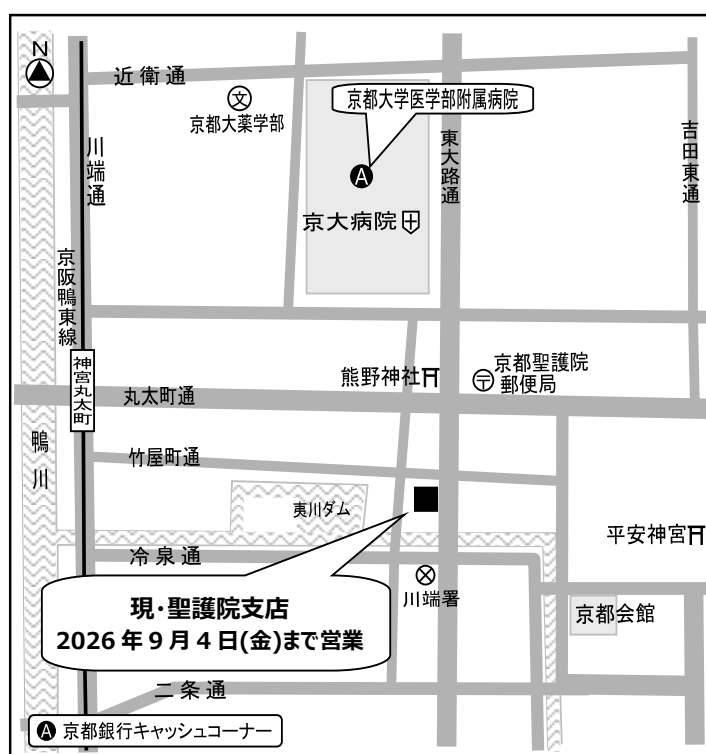 N
近衛通
文
京都大薬学部
京都大学医学部附属病院
A
京大病院
川端通
東大路通
吉田東通
京阪鴨東線
神宮丸太町
熊野神社
〒
京都聖護院
郵便局
丸太町通
鴨川
竹屋町通
夷川ダム
平安神宮
冷泉通
川端署
現・聖護院支店
2026年9月4日(金)まで営業
京都会館
二条通
A 京都銀行キャッシュコーナー